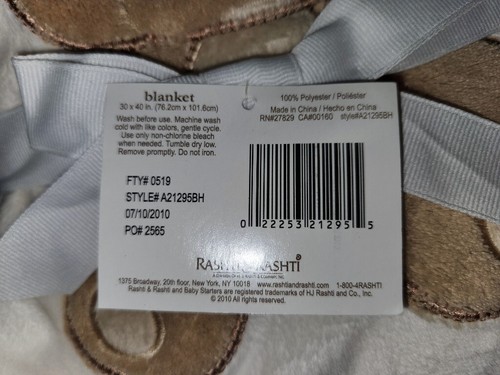 blanket
30 x 40 in. (76.2cm x 101.6cm)
Wash before use. Machine wash
cold with like colors, gentle cycle.
Use only non-chlorine bleach
when needed. Tumble dry low.
Remove promptly. Do not iron.
100% Polyester / Poliéster
Made in China / Hecho en China
RN#27829 CA#00160 style#A21295BH
FTY# 0519
STYLE# A21295BH
07/10/2010
PO# 2565
0 22253 21295 5
RASHTI & RASHTI
1375 Broadway, 20th floor, New York, NY 10018 www.rashtiandrashti.com 1-800-4RASHTI
Rashti & Rashti and Baby Starters are registered trademarks of HJ Rashti and Co., Inc.
© 2010 All rights reserved.